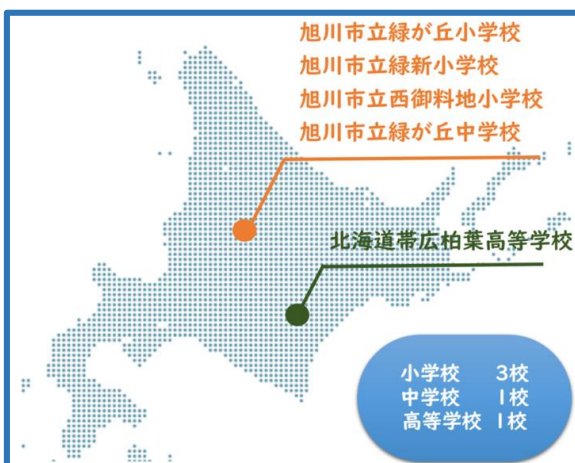 旭川市立緑が丘小学校
旭川市立緑新小学校
旭川市立西御料地小学校
旭川市立緑が丘中学校
北海道帯広柏葉高等学校
小学校 3校
中学校 1校
高等学校 1校